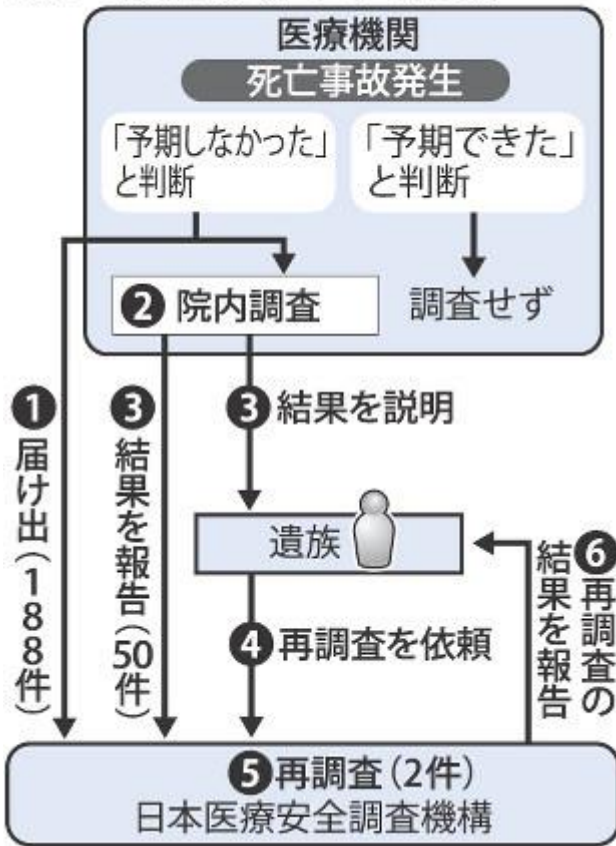 医療機関
死亡事故発生
「予期しなかった」
と判断
「予期できた」
と判断
❷ 院内調査
調査せず
❶届け出(188件)
❸結果を報告(50件)
❸結果を説明
遺族
❹再調査を依頼
❻再調査の
結果を報告
❺再調査(2件)
日本医療安全調査機構